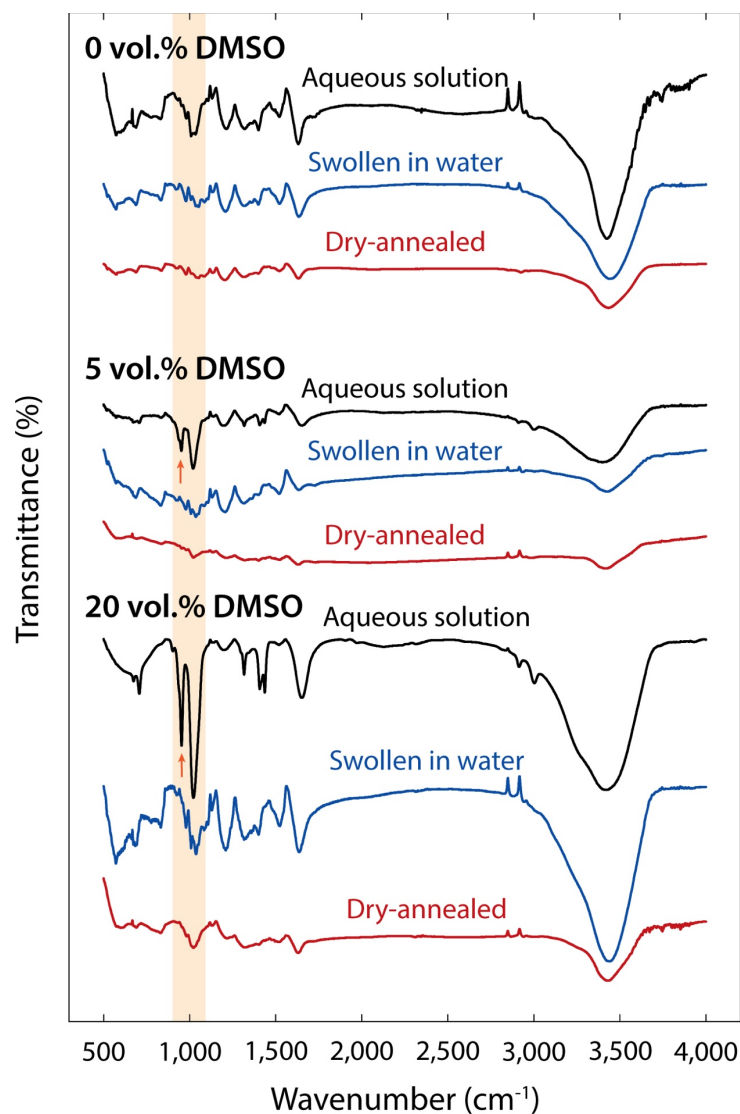 0 vol.% DMSO
Aqueous solution
Swollen in water
Dry-annealed
5 vol.% DMSO
Aqueous solution
Swollen in water
Dry-annealed
20 vol.% DMSO
Aqueous solution
Swollen in water
Dry-annealed
Transmittance (%)
500 1,000 1,500 2,000 2,500 3,000 3,500 4,000
Wavenumber (cm⁻¹)